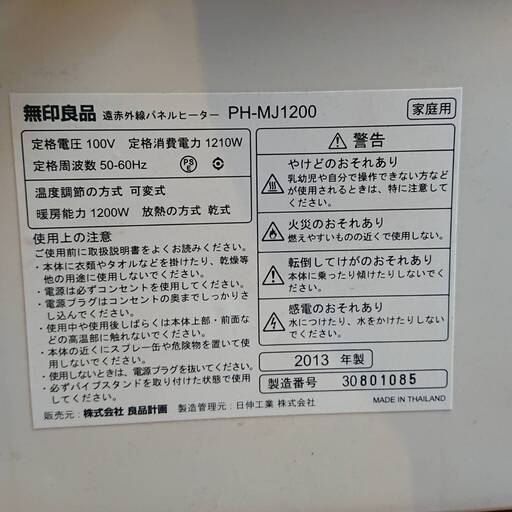 無印良品 遠赤外線パネルヒーター PH-MJ1200 家庭用
定格電圧 100V 定格消費電力 1210W
定格周波数 50-60Hz PS E
温度調節の方式 可変式
暖房能力 1200W 放熱の方式 乾式
使用上の注意
ご使用前に取扱説明書をよくお読みください。
・本体に衣類やタオルなどを掛けたり、乾燥等
他の用途に使用しないでください。
・電源は必ずコンセントを使用してください。
・電源プラグはコンセントの奥までしっかりさ
し込んでください。
・使用中や使用後しばらくは本体上部・前面な
どの高温部に触れないでください。
・本体の近くにスプレー缶や危険物を置いて使
用しないでください。
・使用しないときは、電源プラグを抜いてください。
・必ずパイプスタンドを取り付けた状態で使用
してください。
警告
やけどのおそれあり
乳幼児や自分で操作できない方など
が使用されるときは、特に注意して
ください。
火災のおそれあり
燃えやすいものの近くで使用しない。
転倒してけがのおそれあり
本体に乗ったり傾けたりしないでく
ださい。
感電のおそれあり
水につけたり、水をかけたりしない
でください。
2013 年製
製造番号 30801085
販売元：株式会社 良品計画 製造管理元：日伸工業 株式会社
MADE IN THAILAND